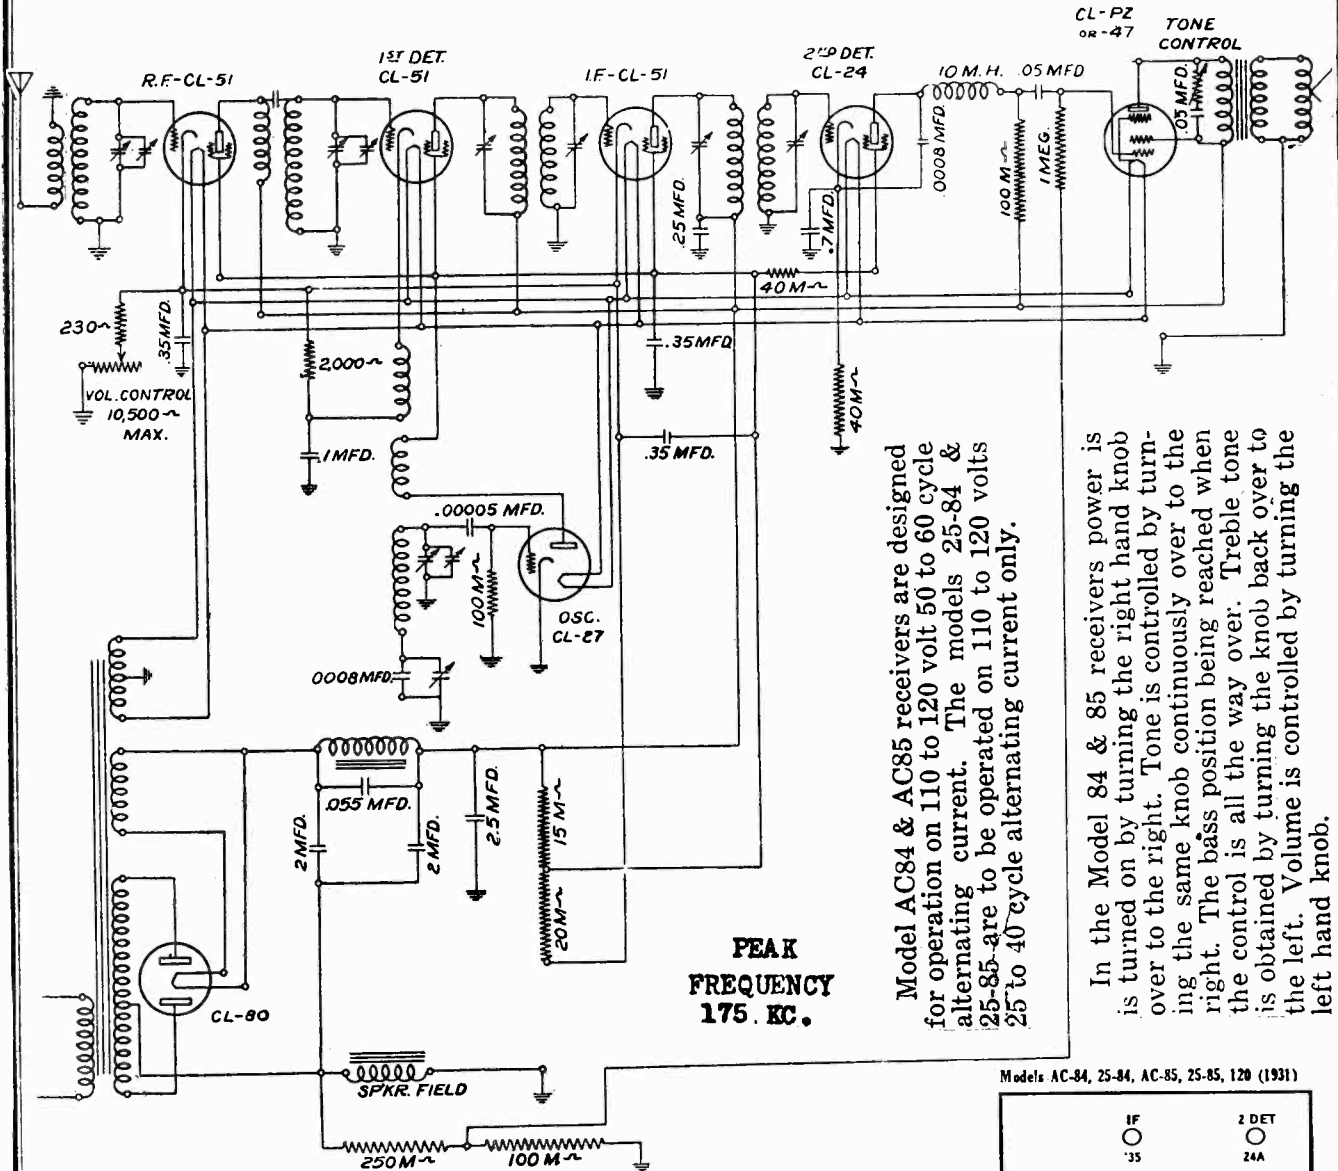 CL-PZ
OR-47
TONE
CONTROL
R.F.-CL-51
1ST DET.
CL-51
I.F.-CL-51
2ND DET.
CL-24
10 M.H.
.05 MFD
.05 MFD.
.0008 MFD.
100 M~
1 MEG.
.25 MFD.
.7 MFD.
40 M~
230~
.35 MFD.
VOL. CONTROL
10,500~
MAX.
2,000~
.1 MFD.
.35 MFD
.35 MFD.
40 M~
.00005 MFD.
100 M~
OSC.
CL-27
.0008 MFD.
.055 MFD.
2 MFD.
2 MFD.
2.5 MFD.
15 M~
20 M~
CL-80
SPKR. FIELD
250 M~
100 M~
PEAK
FREQUENCY
175 KC.
Model AC84 & AC85 receivers are designed
for operation on 110 to 120 volt 50 to 60 cycle
alternating current. The models 25-84 &
25-85 are to be operated on 110 to 120 volts
25 to 40 cycle alternating current only.
In the Model 84 & 85 receivers power is
is turned on by turning the right hand knob
over to the right. Tone is controlled by turn-
ing the same knob continuously over to the
right. The bass position being reached when
the control is all the way over. Treble tone
is obtained by turning the knob back over to
the left. Volume is controlled by turning the
left hand knob.
Models AC-84, 25-84, AC-85, 25-85, 120 (1931)
IF
'35
2 DET
24A